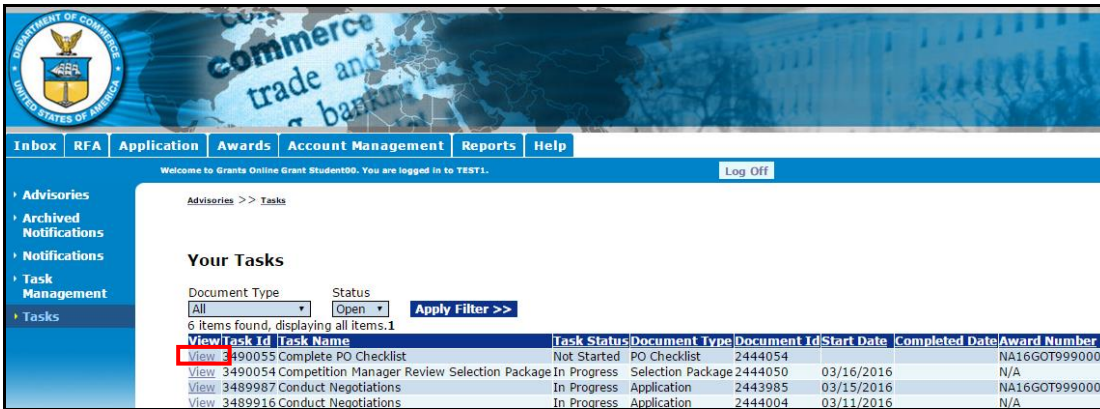 DEPARTMENT OF COMMERCE
UNITED STATES OF AMERICA
commerce
trade and
banking
Inbox RFA Application Awards Account Management Reports Help
Welcome to Grants Online Grant Student00. You are logged in to TEST1. Log Off
Advisories
Archived
Notifications
Notifications
Task
Management
Tasks
Advisories >> Tasks
Your Tasks
Document Type Status
All Open Apply Filter >>
6 items found, displaying all items.1
View Task Id Task Name Task Status Document Type Document Id Start Date Completed Date Award Number
View 3490055 Complete PO Checklist Not Started PO Checklist 2444054 NA16GOT999000
View 3490054 Competition Manager Review Selection Package In Progress Selection Package 2444050 03/16/2016 N/A
View 3489987 Conduct Negotiations In Progress Application 2443985 03/15/2016 NA16GOT999000
View 3489916 Conduct Negotiations In Progress Application 2444004 03/11/2016 N/A